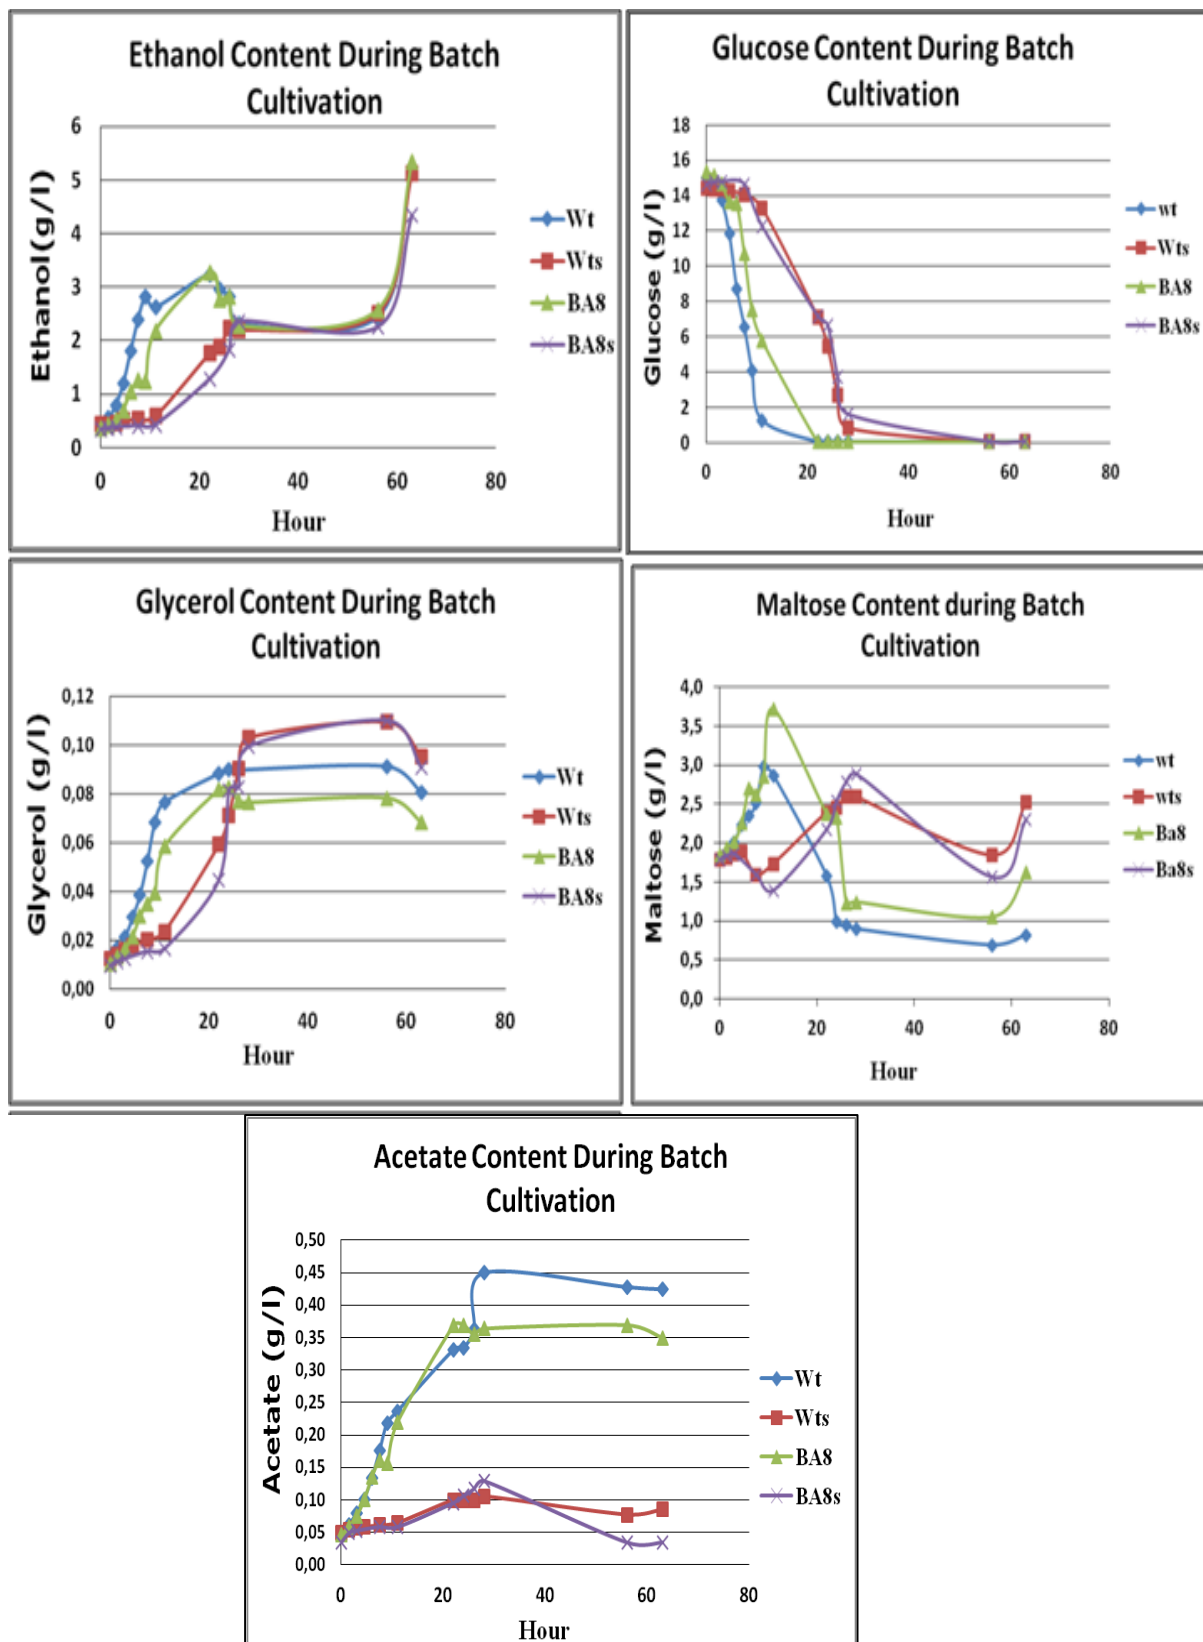 Ethanol Content During Batch
Cultivation
6
5
4
3
2
1
0
0 20 40 60 80
Ethanol(g/l)
Hour
Wt
Wts
BA8
BA8s
Glucose Content During Batch
Cultivation
18
16
14
12
10
8
6
4
2
0
0 20 40 60 80
Glucose (g/l)
Hour
wt
Wts
BA8
BA8s
Glycerol Content During Batch
Cultivation
0,12
0,10
0,08
0,06
0,04
0,02
0,00
0 20 40 60 80
Glycerol (g/l)
Hour
Wt
Wts
BA8
BA8s
Maltose Content during Batch
Cultivation
4,0
3,5
3,0
2,5
2,0
1,5
1,0
0,5
0,0
0 20 40 60 80
Maltose (g/l)
Hour
wt
wts
Ba8
Ba8s
Acetate Content During Batch
Cultivation
0,50
0,45
0,40
0,35
0,30
0,25
0,20
0,15
0,10
0,05
0,00
0 20 40 60 80
Acetate (g/l)
Hour
Wt
Wts
BA8
BA8s